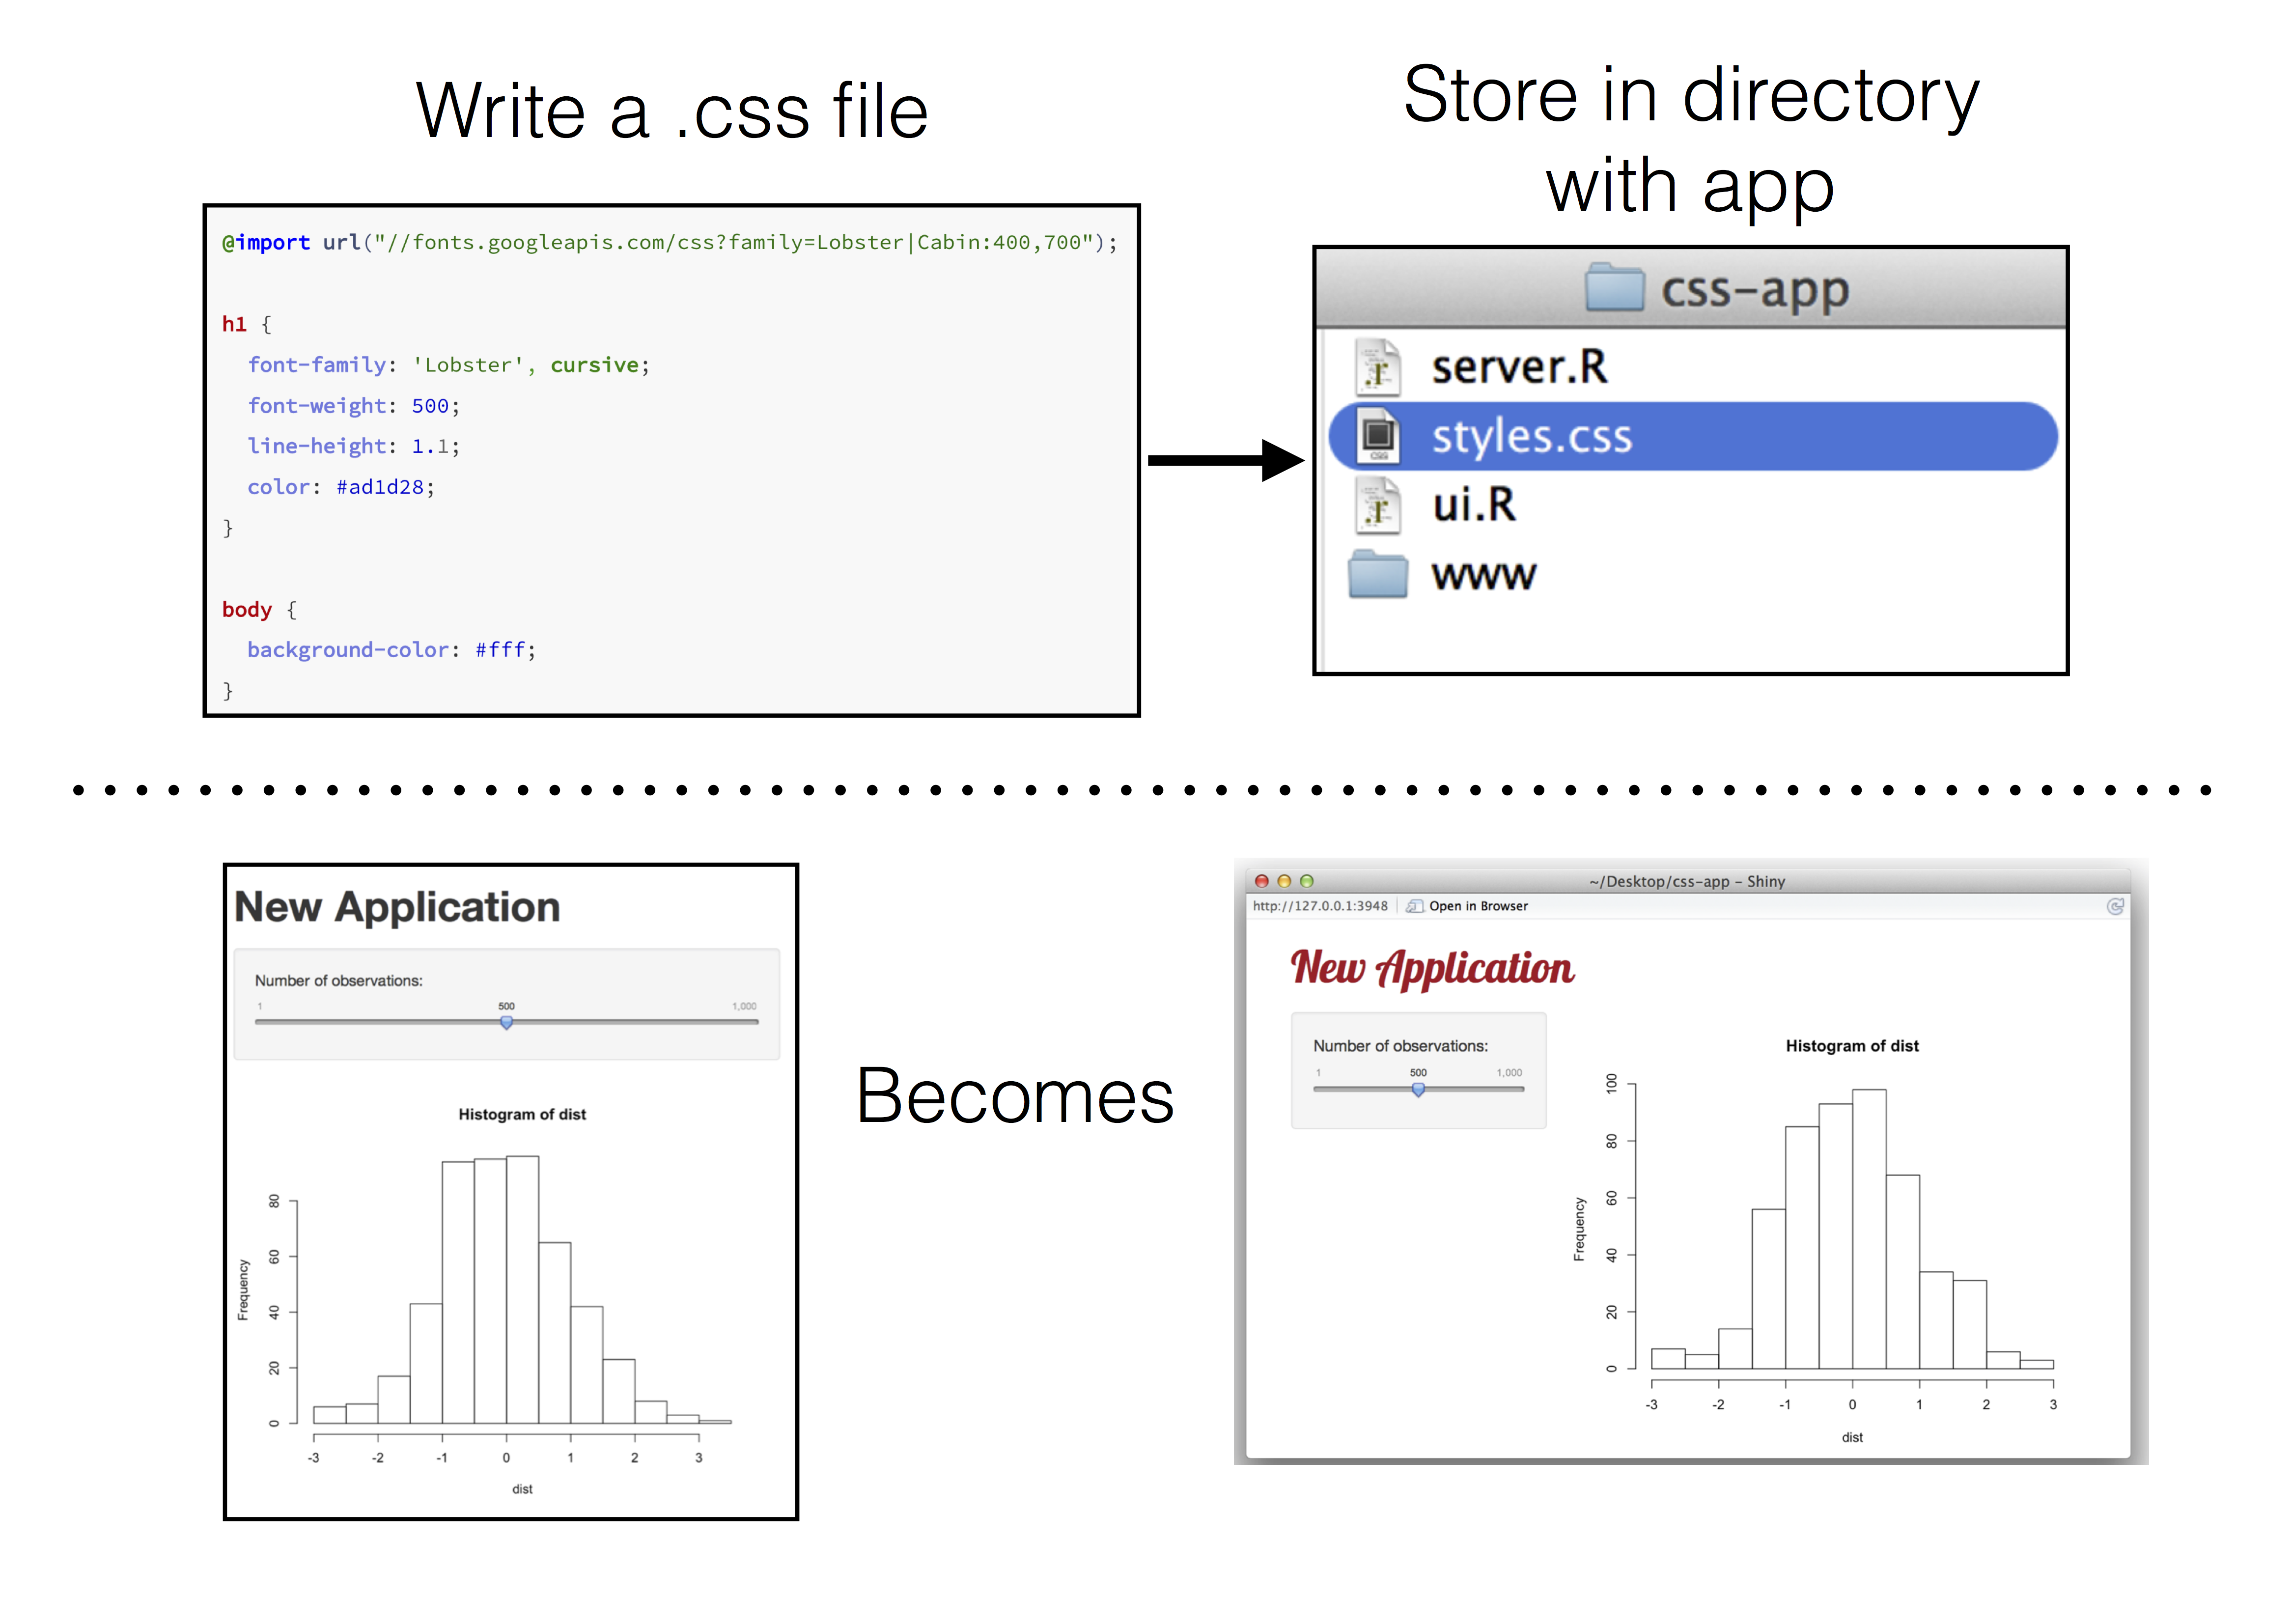 Write a .css file
Store in directory
with app
@import url("//fonts.googleapis.com/css?family=Lobster|Cabin:400,700");
h1 {
font-family: 'Lobster', cursive;
font-weight: 500;
line-height: 1.1;
color: #ad1d28;
}
body {
background-color: #fff;
}
css-app
server.R
styles.css
ui.R
www
New Application
Number of observations:
1 500 1,000
Histogram of dist
Frequency
0 20 40 60 80
-3 -2 -1 0 1 2 3
dist
Becomes
~/Desktop/css-app – Shiny
http://127.0.0.1:3948 Open in Browser
New Application
Number of observations:
1 500 1,000
Histogram of dist
Frequency
0 20 40 60 80 100
-3 -2 -1 0 1 2 3
dist